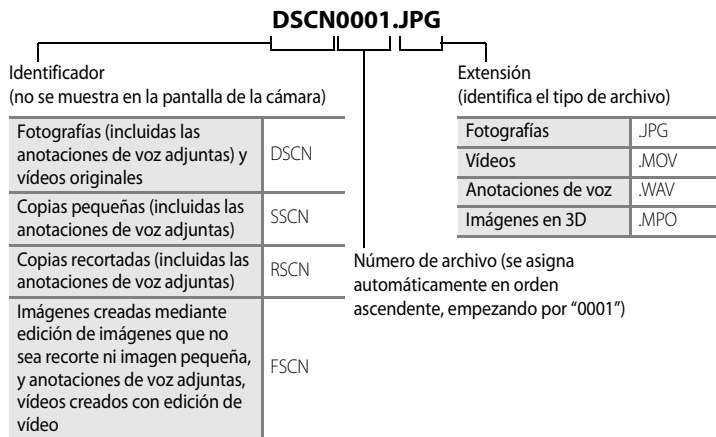 DSCN0001.JPG
Identificador
(no se muestra en la pantalla de la cámara)
Fotografías (incluidas las
anotaciones de voz adjuntas) y
vídeos originales
DSCN
Copias pequeñas (incluidas las
anotaciones de voz adjuntas)
SSCN
Copias recortadas (incluidas las
anotaciones de voz adjuntas)
RSCN
Imágenes creadas mediante
edición de imágenes que no
sea recorte ni imagen pequeña,
y anotaciones de voz adjuntas,
vídeos creados con edición de
vídeo
FSCN
Extensión
(identifica el tipo de archivo)
Fotografías .JPG
Vídeos .MOV
Anotaciones de voz .WAV
Imágenes en 3D .MPO
Número de archivo (se asigna
automáticamente en orden
ascendente, empezando por “0001”)